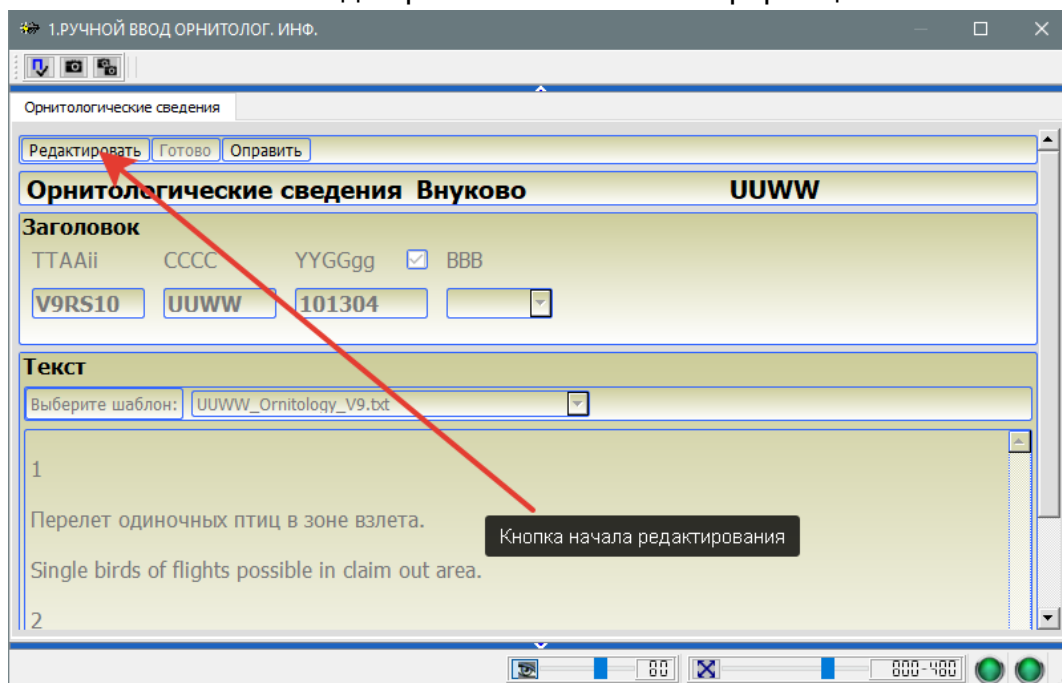 1.РУЧНОЙ ВВОД ОРНИТОЛОГ. ИНФ.
Орнитологические сведения
Редактировать Готово Оправить
Орнитологические сведения Внуково UUWW
Заголовок
TTAAii CCCC YYGGgg BBB
V9RS10 UUWW 101304
Текст
Выберите шаблон: UUWW_Ornitology_V9.txt
1
Перелет одиночных птиц в зоне взлета.
Кнопка начала редактирования
Single birds of flights possible in claim out area.
2
80 800-480